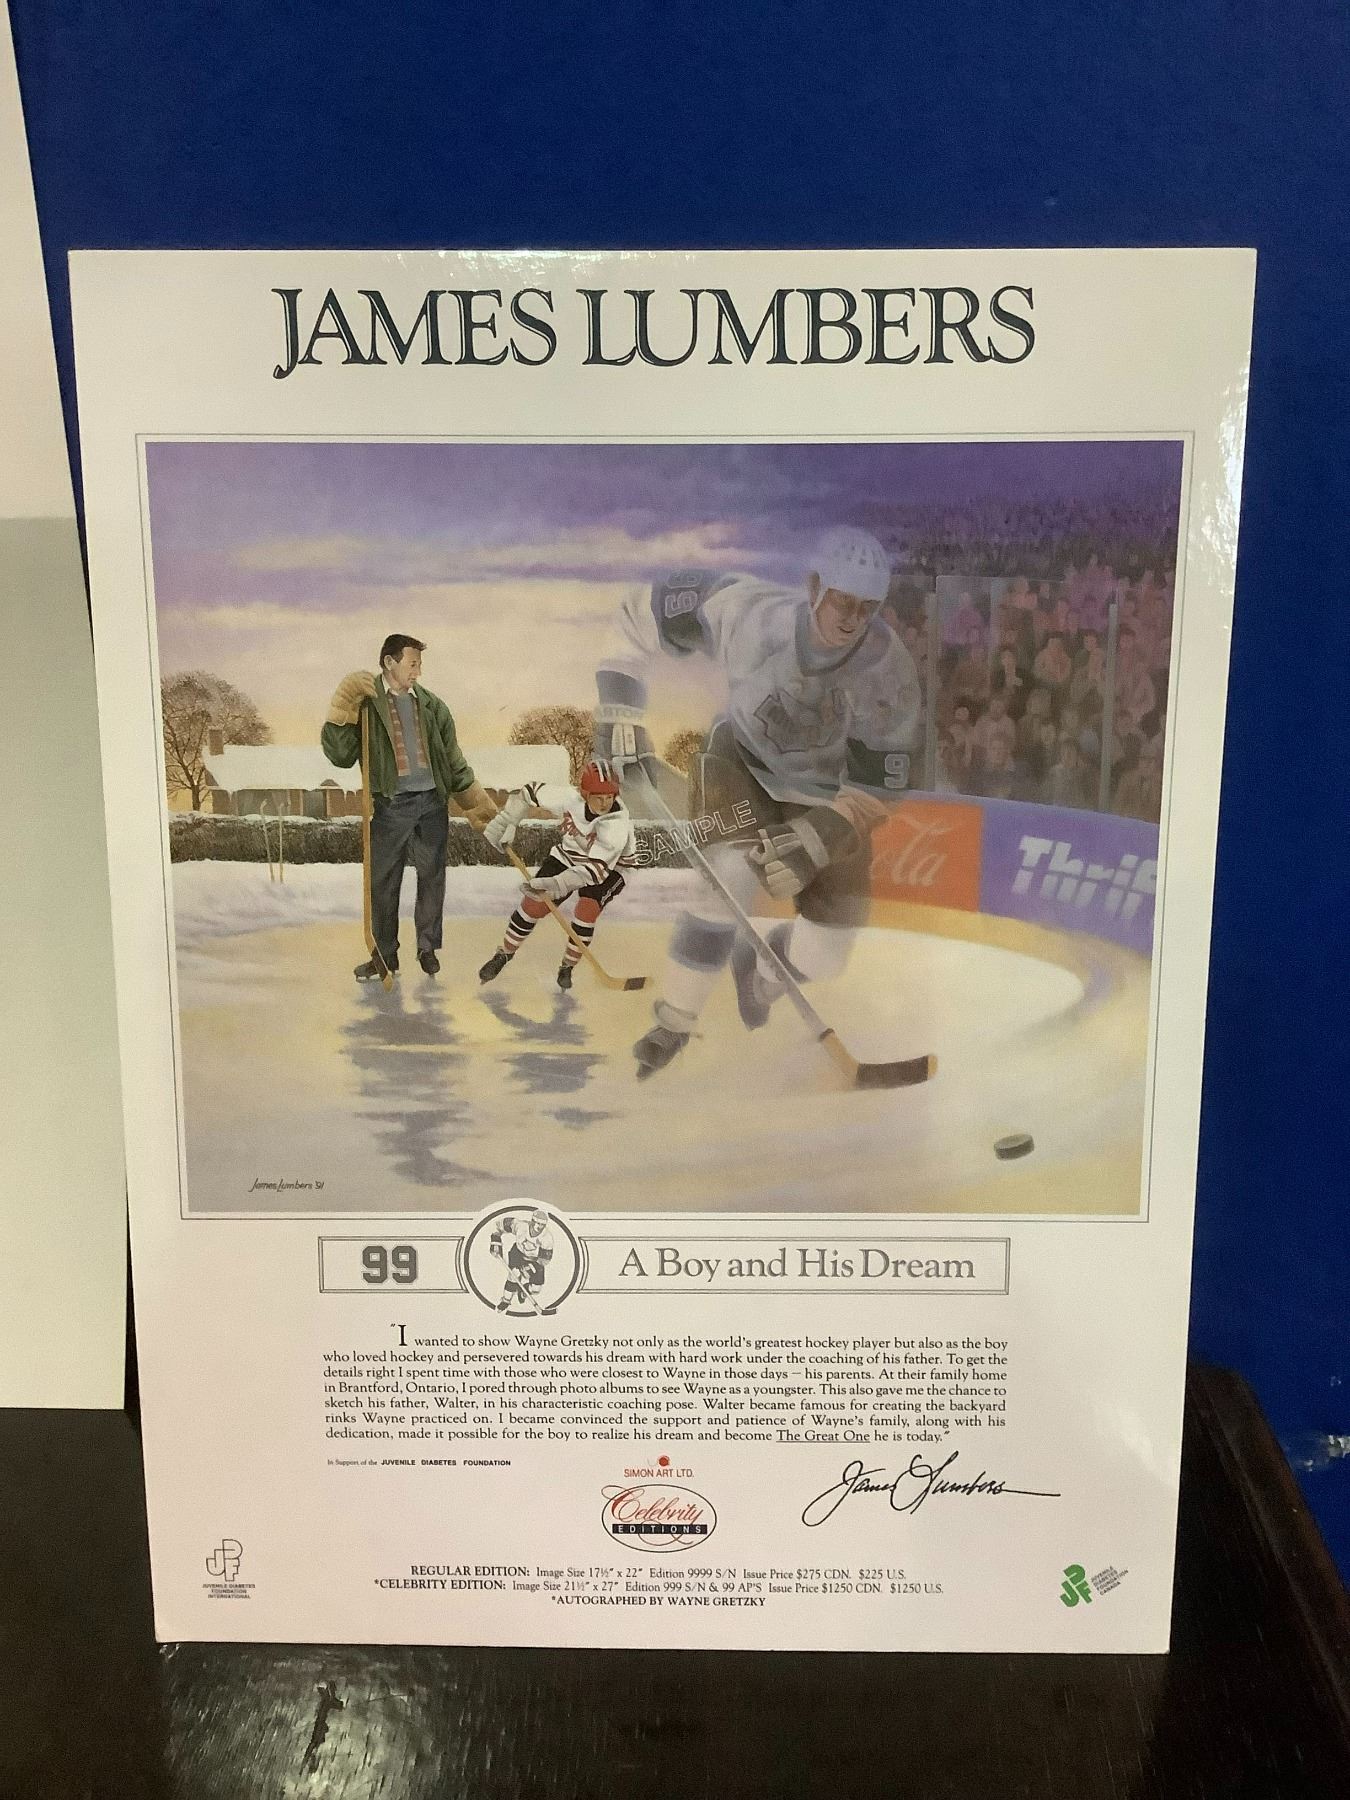 JAMES LUMBERS
99
9
SAMPLE
ola
Thrif
James Lumbers '91
99
A Boy and His Dream
"I wanted to show Wayne Gretzky not only as the world's greatest hockey player but also as the boy
who loved hockey and persevered towards his dream with hard work under the coaching of his father. To get the
details right I spent time with those who were closest to Wayne in those days — his parents. At their family home
in Brantford, Ontario, I pored through photo albums to see Wayne as a youngster. This also gave me the chance to
sketch his father, Walter, in his characteristic coaching pose. Walter became famous for creating the backyard
rinks Wayne practiced on. I became convinced the support and patience of Wayne's family, along with his
dedication, made it possible for the boy to realize his dream and become The Great One he is today."
In Support of the JUVENILE DIABETES FOUNDATION
SIMON ART LTD.
Celebrity
EDITIONS
James Lumbers
JDF
JUVENILE DIABETES
FOUNDATION
INTERNATIONAL
REGULAR EDITION: Image Size 17½" x 22" Edition 9999 S/N Issue Price $275 CDN. $225 U.S.
*CELEBRITY EDITION: Image Size 21½" x 27" Edition 999 S/N & 99 AP'S Issue Price $1250 CDN. $1250 U.S.
*AUTOGRAPHED BY WAYNE GRETZKY
JDF
JUVENILE
DIABETES
FOUNDATION
CANADA